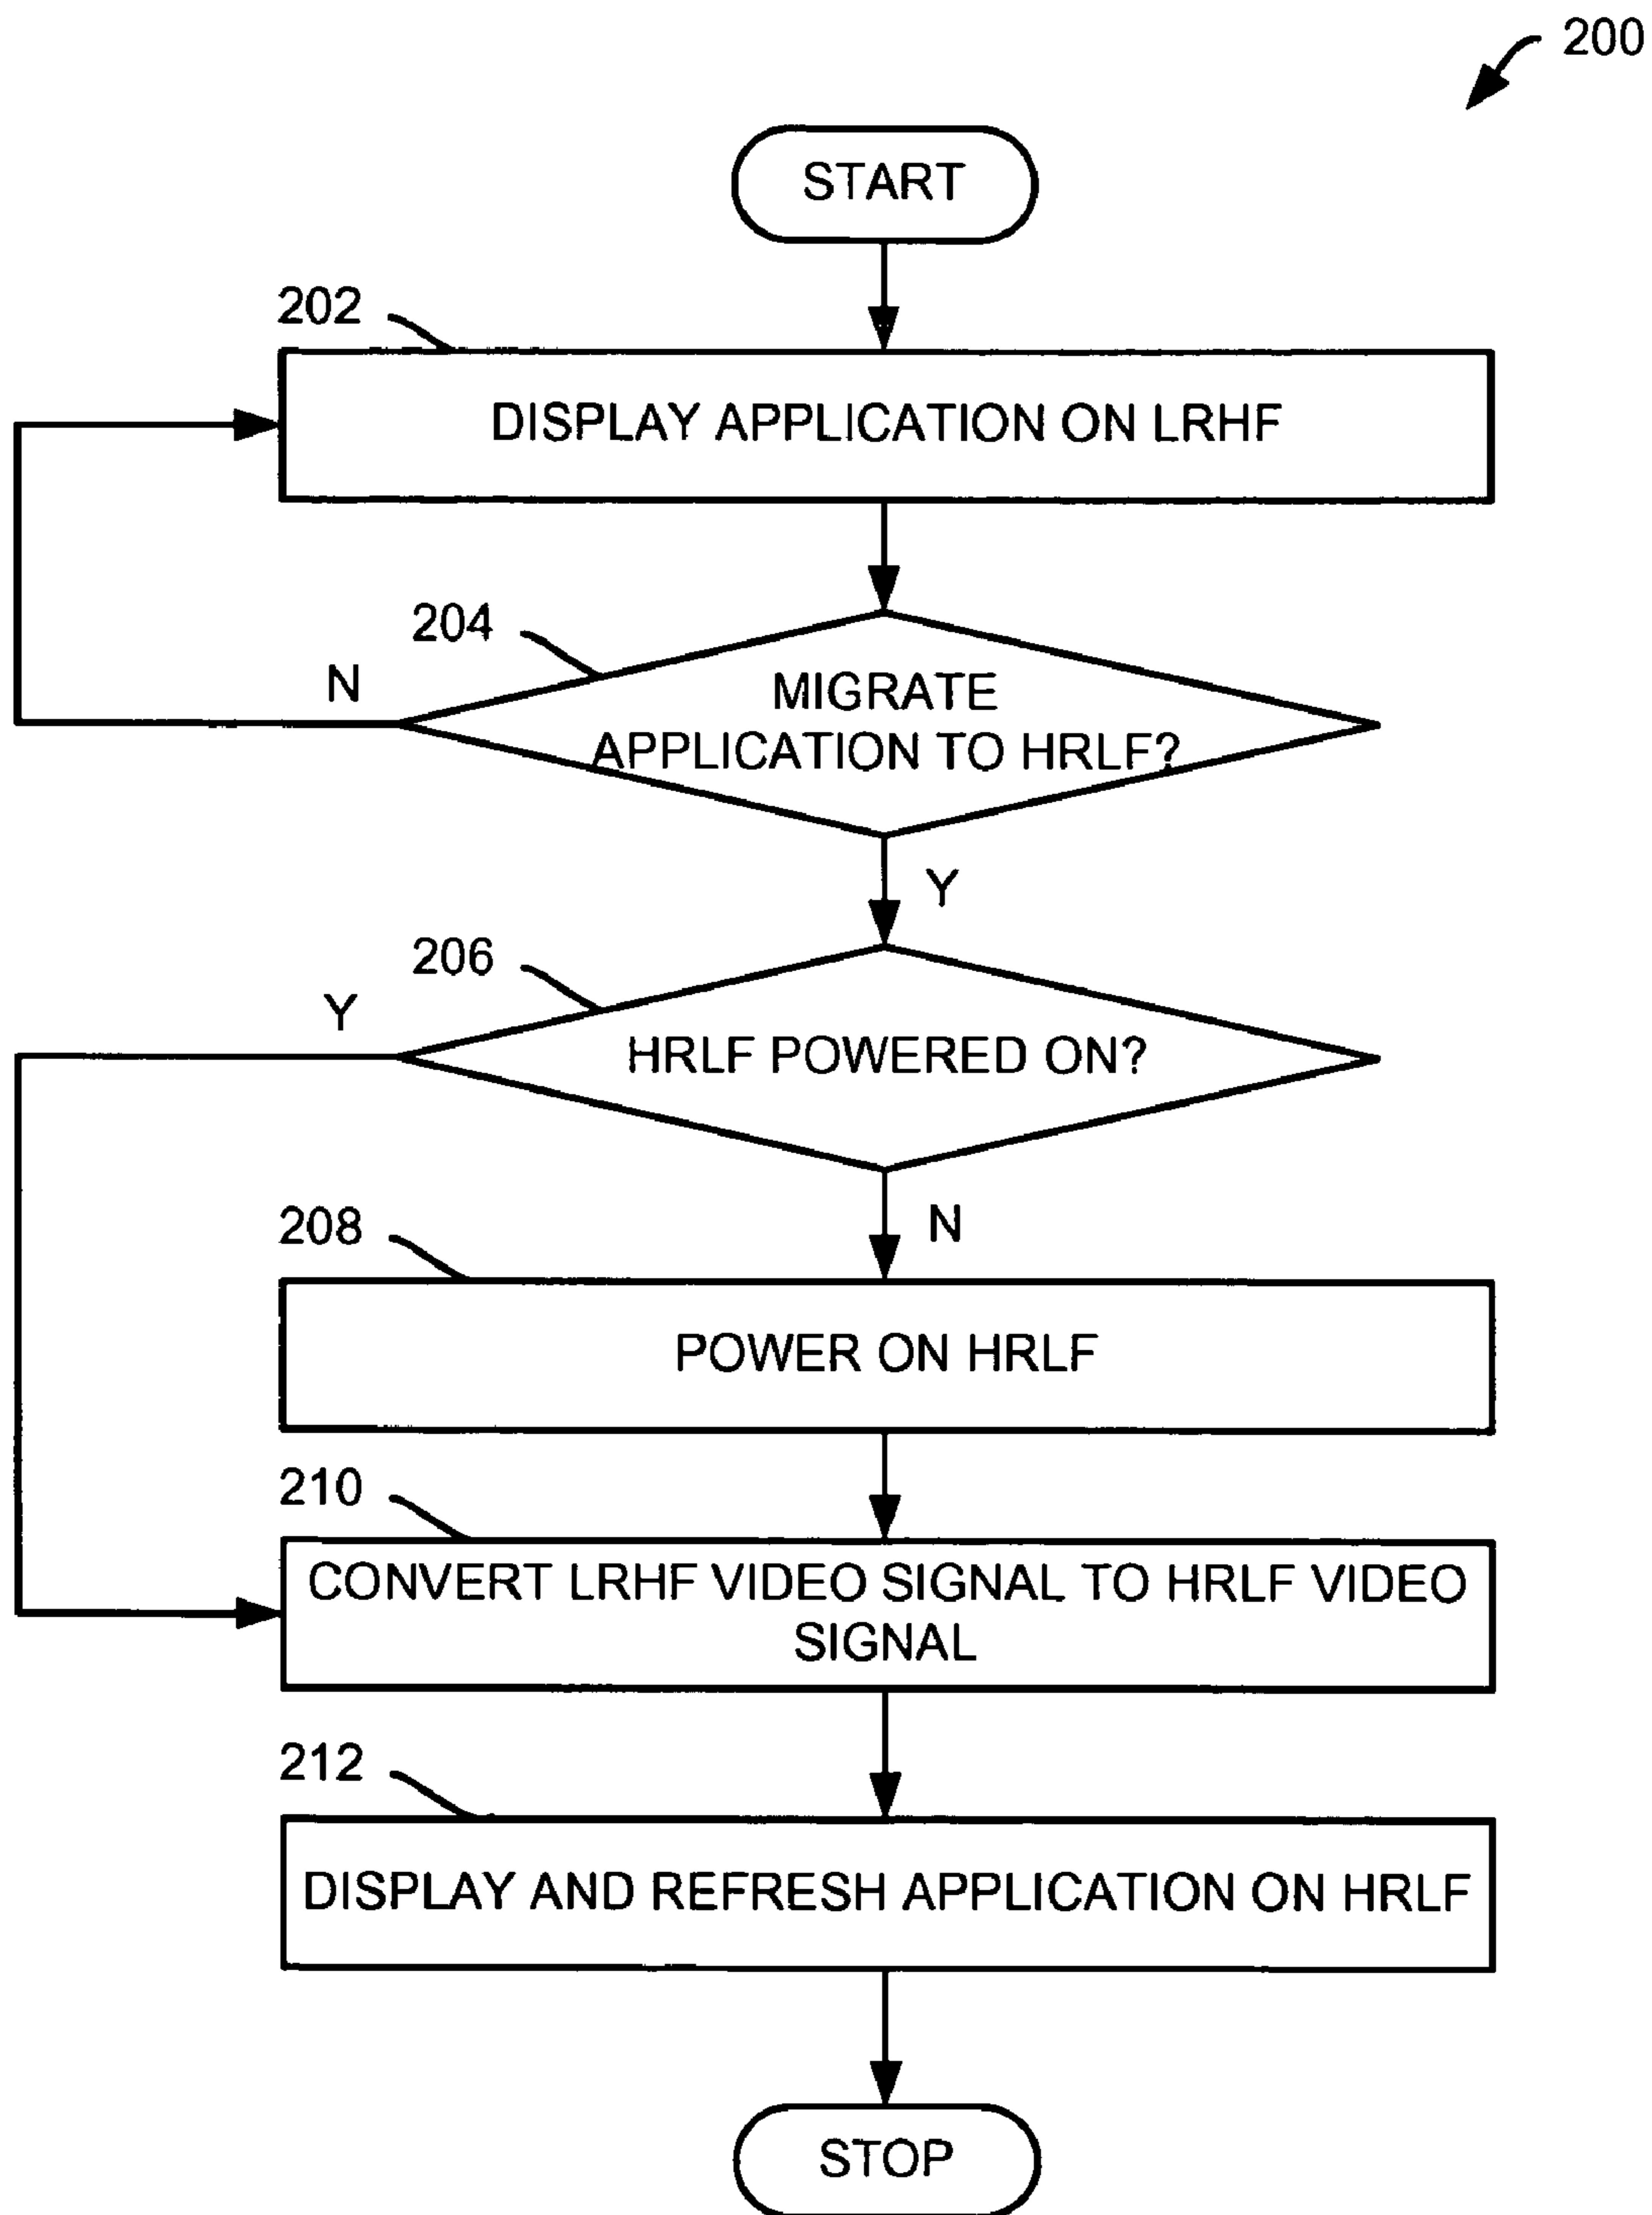 200
START
202
DISPLAY APPLICATION ON LRHF
204
N
MIGRATE
APPLICATION TO HRLF?
Y
206
Y
HRLF POWERED ON?
N
208
POWER ON HRLF
210
CONVERT LRHF VIDEO SIGNAL TO HRLF VIDEO
SIGNAL
212
DISPLAY AND REFRESH APPLICATION ON HRLF
STOP